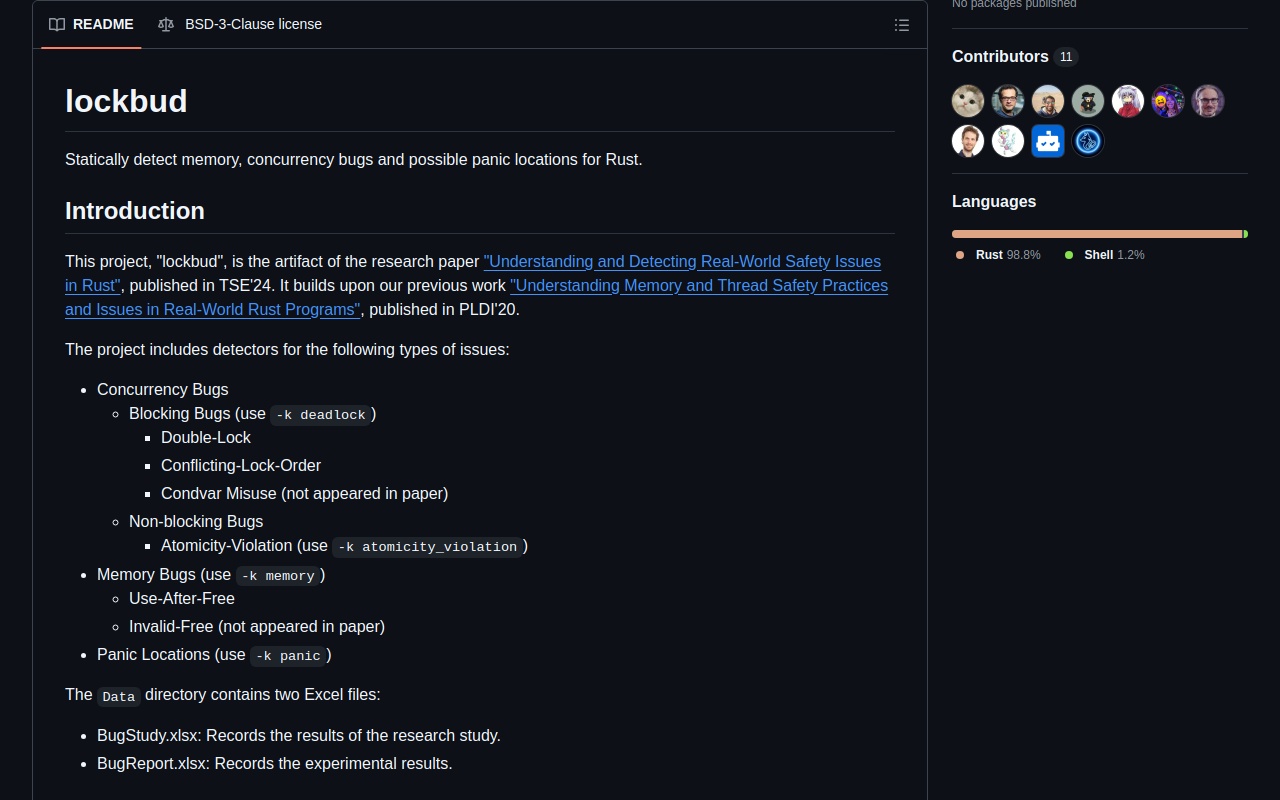 No packages published
README
BSD-3-Clause license
lockbud
Statically detect memory, concurrency bugs and possible panic locations for Rust.
Introduction
This project, "lockbud", is the artifact of the research paper "Understanding and Detecting Real-World Safety Issues
in Rust", published in TSE'24. It builds upon our previous work "Understanding Memory and Thread Safety Practices
and Issues in Real-World Rust Programs", published in PLDI'20.
The project includes detectors for the following types of issues:
Concurrency Bugs
Blocking Bugs (use -k deadlock)
Double-Lock
Conflicting-Lock-Order
Condvar Misuse (not appeared in paper)
Non-blocking Bugs
Atomicity-Violation (use -k atomicity_violation)
Memory Bugs (use -k memory)
Use-After-Free
Invalid-Free (not appeared in paper)
Panic Locations (use -k panic)
The Data directory contains two Excel files:
BugStudy.xlsx: Records the results of the research study.
BugReport.xlsx: Records the experimental results.
Contributors 11
Languages
Rust 98.8%
Shell 1.2%